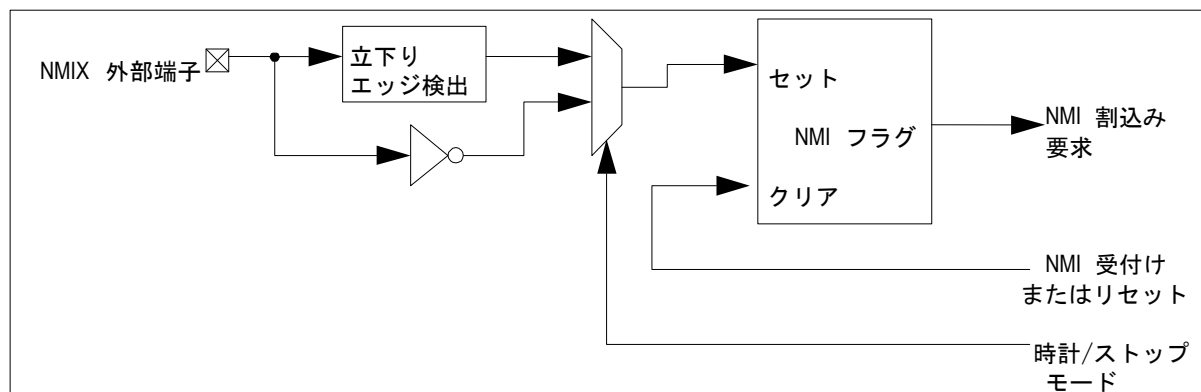 NMIX 外部端子
立下り
エッジ検出
セット
NMI フラグ
クリア
NMI 割込み
要求
NMI 受付け
またはリセット
時計/ストップ
モード